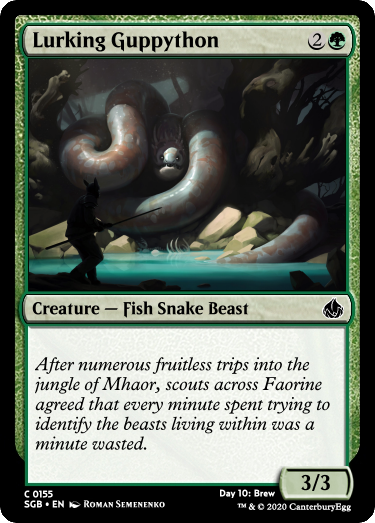 Lurking Guppython 2
Creature — Fish Snake Beast
After numerous fruitless trips into the
jungle of Mhaor, scouts across Faorine
agreed that every minute spent trying to
identify the beasts living within was a
minute wasted.
3/3
C 0155
SGB • EN Roman Semenenko
Day 10: Brew
™ & © 2020 CanterburyEgg